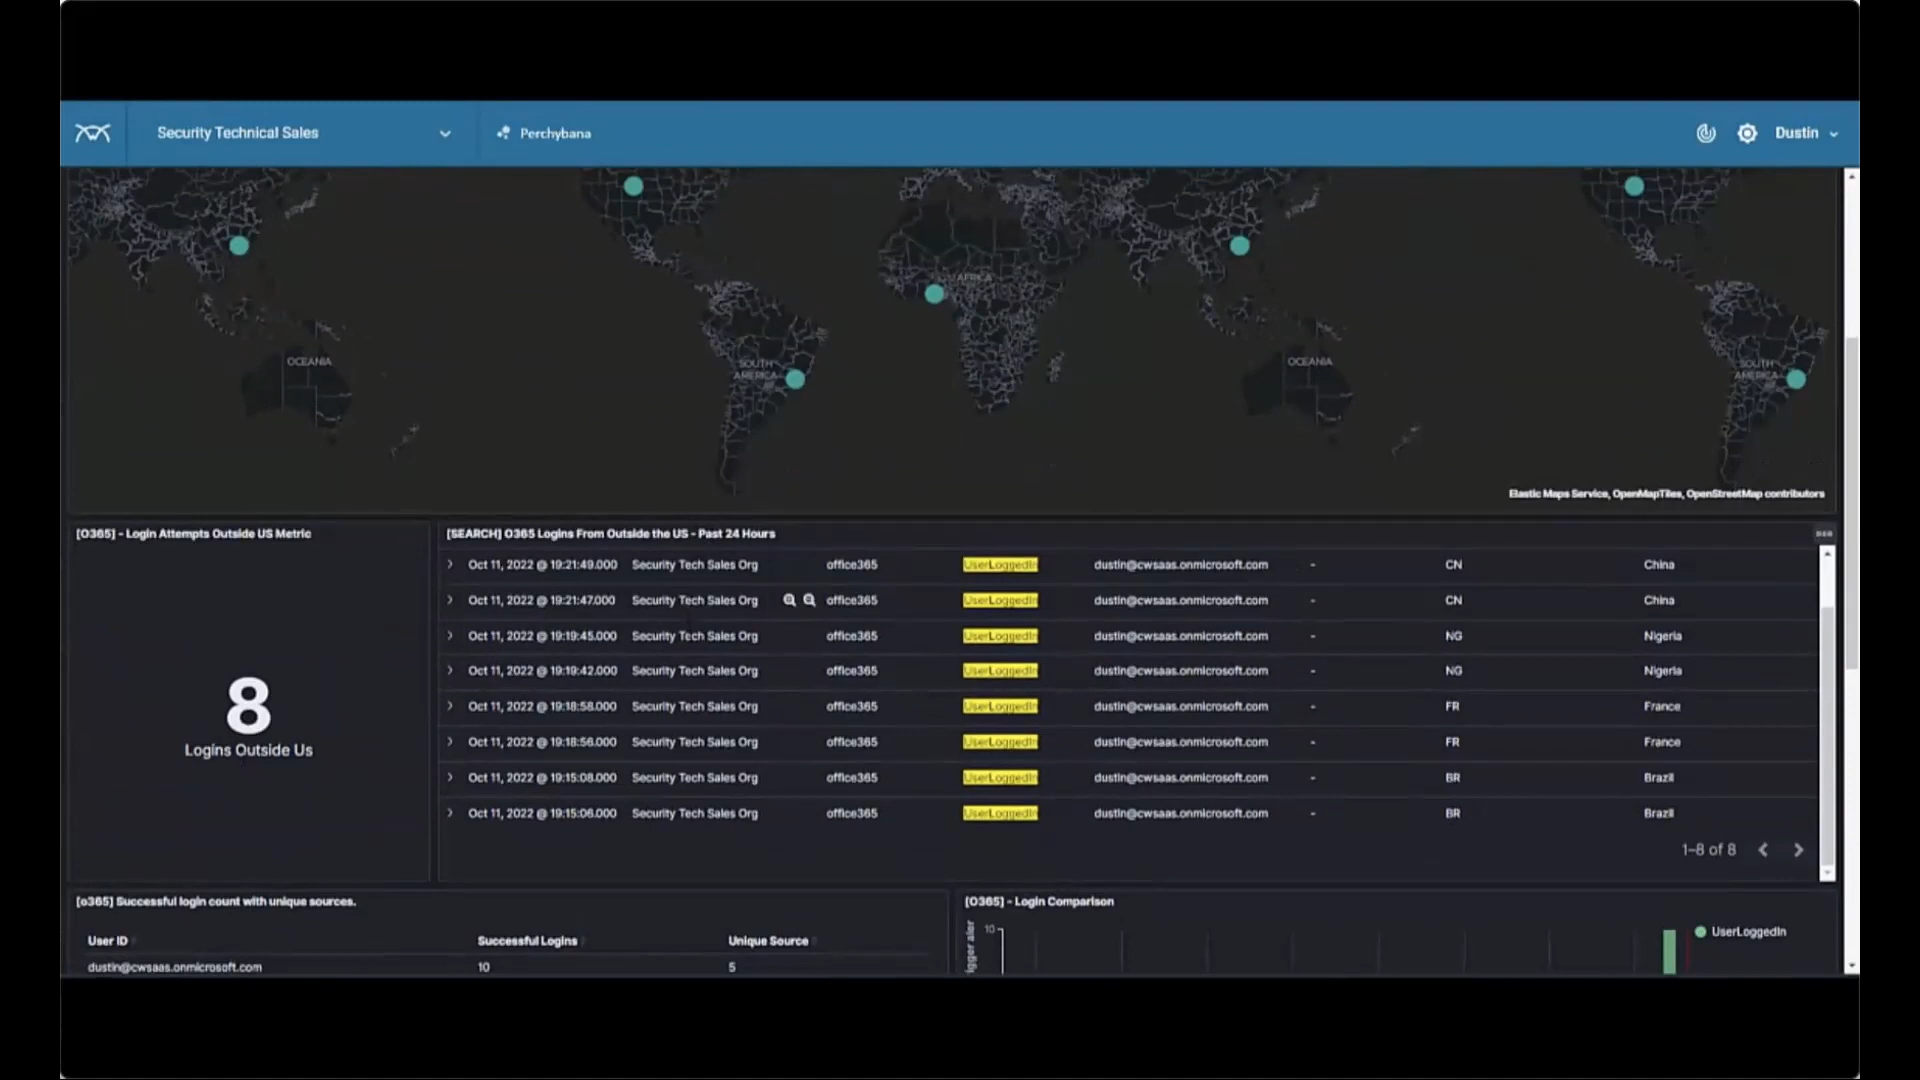 Security Technical Sales Perchybana Dustin
AFRICA
OCEANIA OCEANIA
SOUTH AMERICA SOUTH AMERICA
Elastic Maps Service, OpenMapTiles, OpenStreetMap contributors
[O365] - Login Attempts Outside US Metric
8
Logins Outside Us
[SEARCH] O365 Logins From Outside the US - Past 24 Hours
Oct 11, 2022 @ 19:21:49.000 Security Tech Sales Org office365 UserLoggedIn dustin@cwsaas.onmicrosoft.com - CN China
Oct 11, 2022 @ 19:21:47.000 Security Tech Sales Org office365 UserLoggedIn dustin@cwsaas.onmicrosoft.com - CN China
Oct 11, 2022 @ 19:19:45.000 Security Tech Sales Org office365 UserLoggedIn dustin@cwsaas.onmicrosoft.com - NG Nigeria
Oct 11, 2022 @ 19:19:42.000 Security Tech Sales Org office365 UserLoggedIn dustin@cwsaas.onmicrosoft.com - NG Nigeria
Oct 11, 2022 @ 19:18:58.000 Security Tech Sales Org office365 UserLoggedIn dustin@cwsaas.onmicrosoft.com - FR France
Oct 11, 2022 @ 19:18:56.000 Security Tech Sales Org office365 UserLoggedIn dustin@cwsaas.onmicrosoft.com - FR France
Oct 11, 2022 @ 19:15:08.000 Security Tech Sales Org office365 UserLoggedIn dustin@cwsaas.onmicrosoft.com - BR Brazil
Oct 11, 2022 @ 19:15:06.000 Security Tech Sales Org office365 UserLoggedIn dustin@cwsaas.onmicrosoft.com - BR Brazil
1–8 of 8
[o365] Successful login count with unique sources.
User ID Successful Logins Unique Source
dustin@cwsaas.onmicrosoft.com 10 5
[O365] - Login Comparison
10
UserLoggedIn